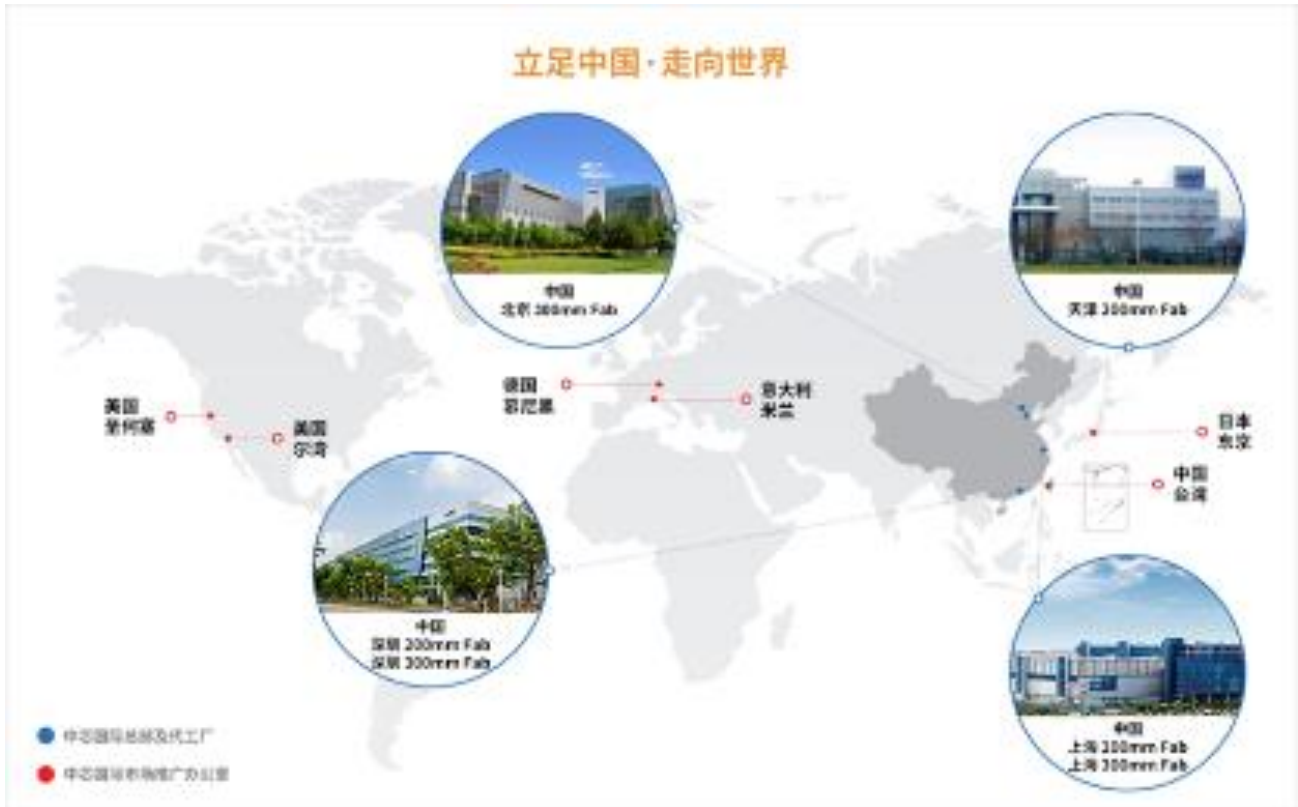 立足中国·走向世界
中国
北京 300mm Fab
中国
天津 200mm Fab
德国
慕尼黑
意大利
米兰
美国
圣何塞
美国
尔湾
日本
东京
中国
台湾
中国
深圳 200mm Fab
深圳 300mm Fab
中国
上海 200mm Fab
上海 300mm Fab
中芯国际总部及代工厂
中芯国际市场推广办公室